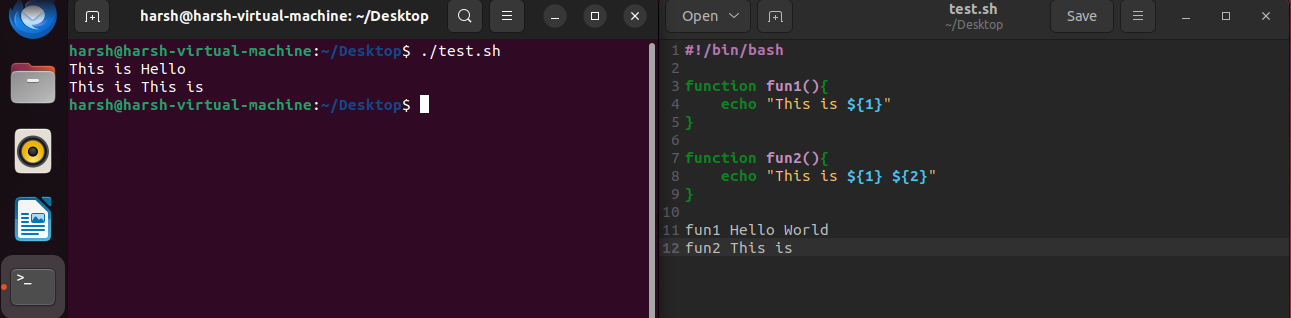 harsh@harsh-virtual-machine: ~/Desktop
harsh@harsh-virtual-machine:~/Desktop$ ./test.sh
This is Hello
This is This is
harsh@harsh-virtual-machine:~/Desktop$
>_
Open
test.sh
~/Desktop
Save
1 #!/bin/bash
2
3 function fun1(){
4     echo "This is ${1}"
5 }
6
7 function fun2(){
8     echo "This is ${1} ${2}"
9 }
10
11 fun1 Hello World
12 fun2 This is